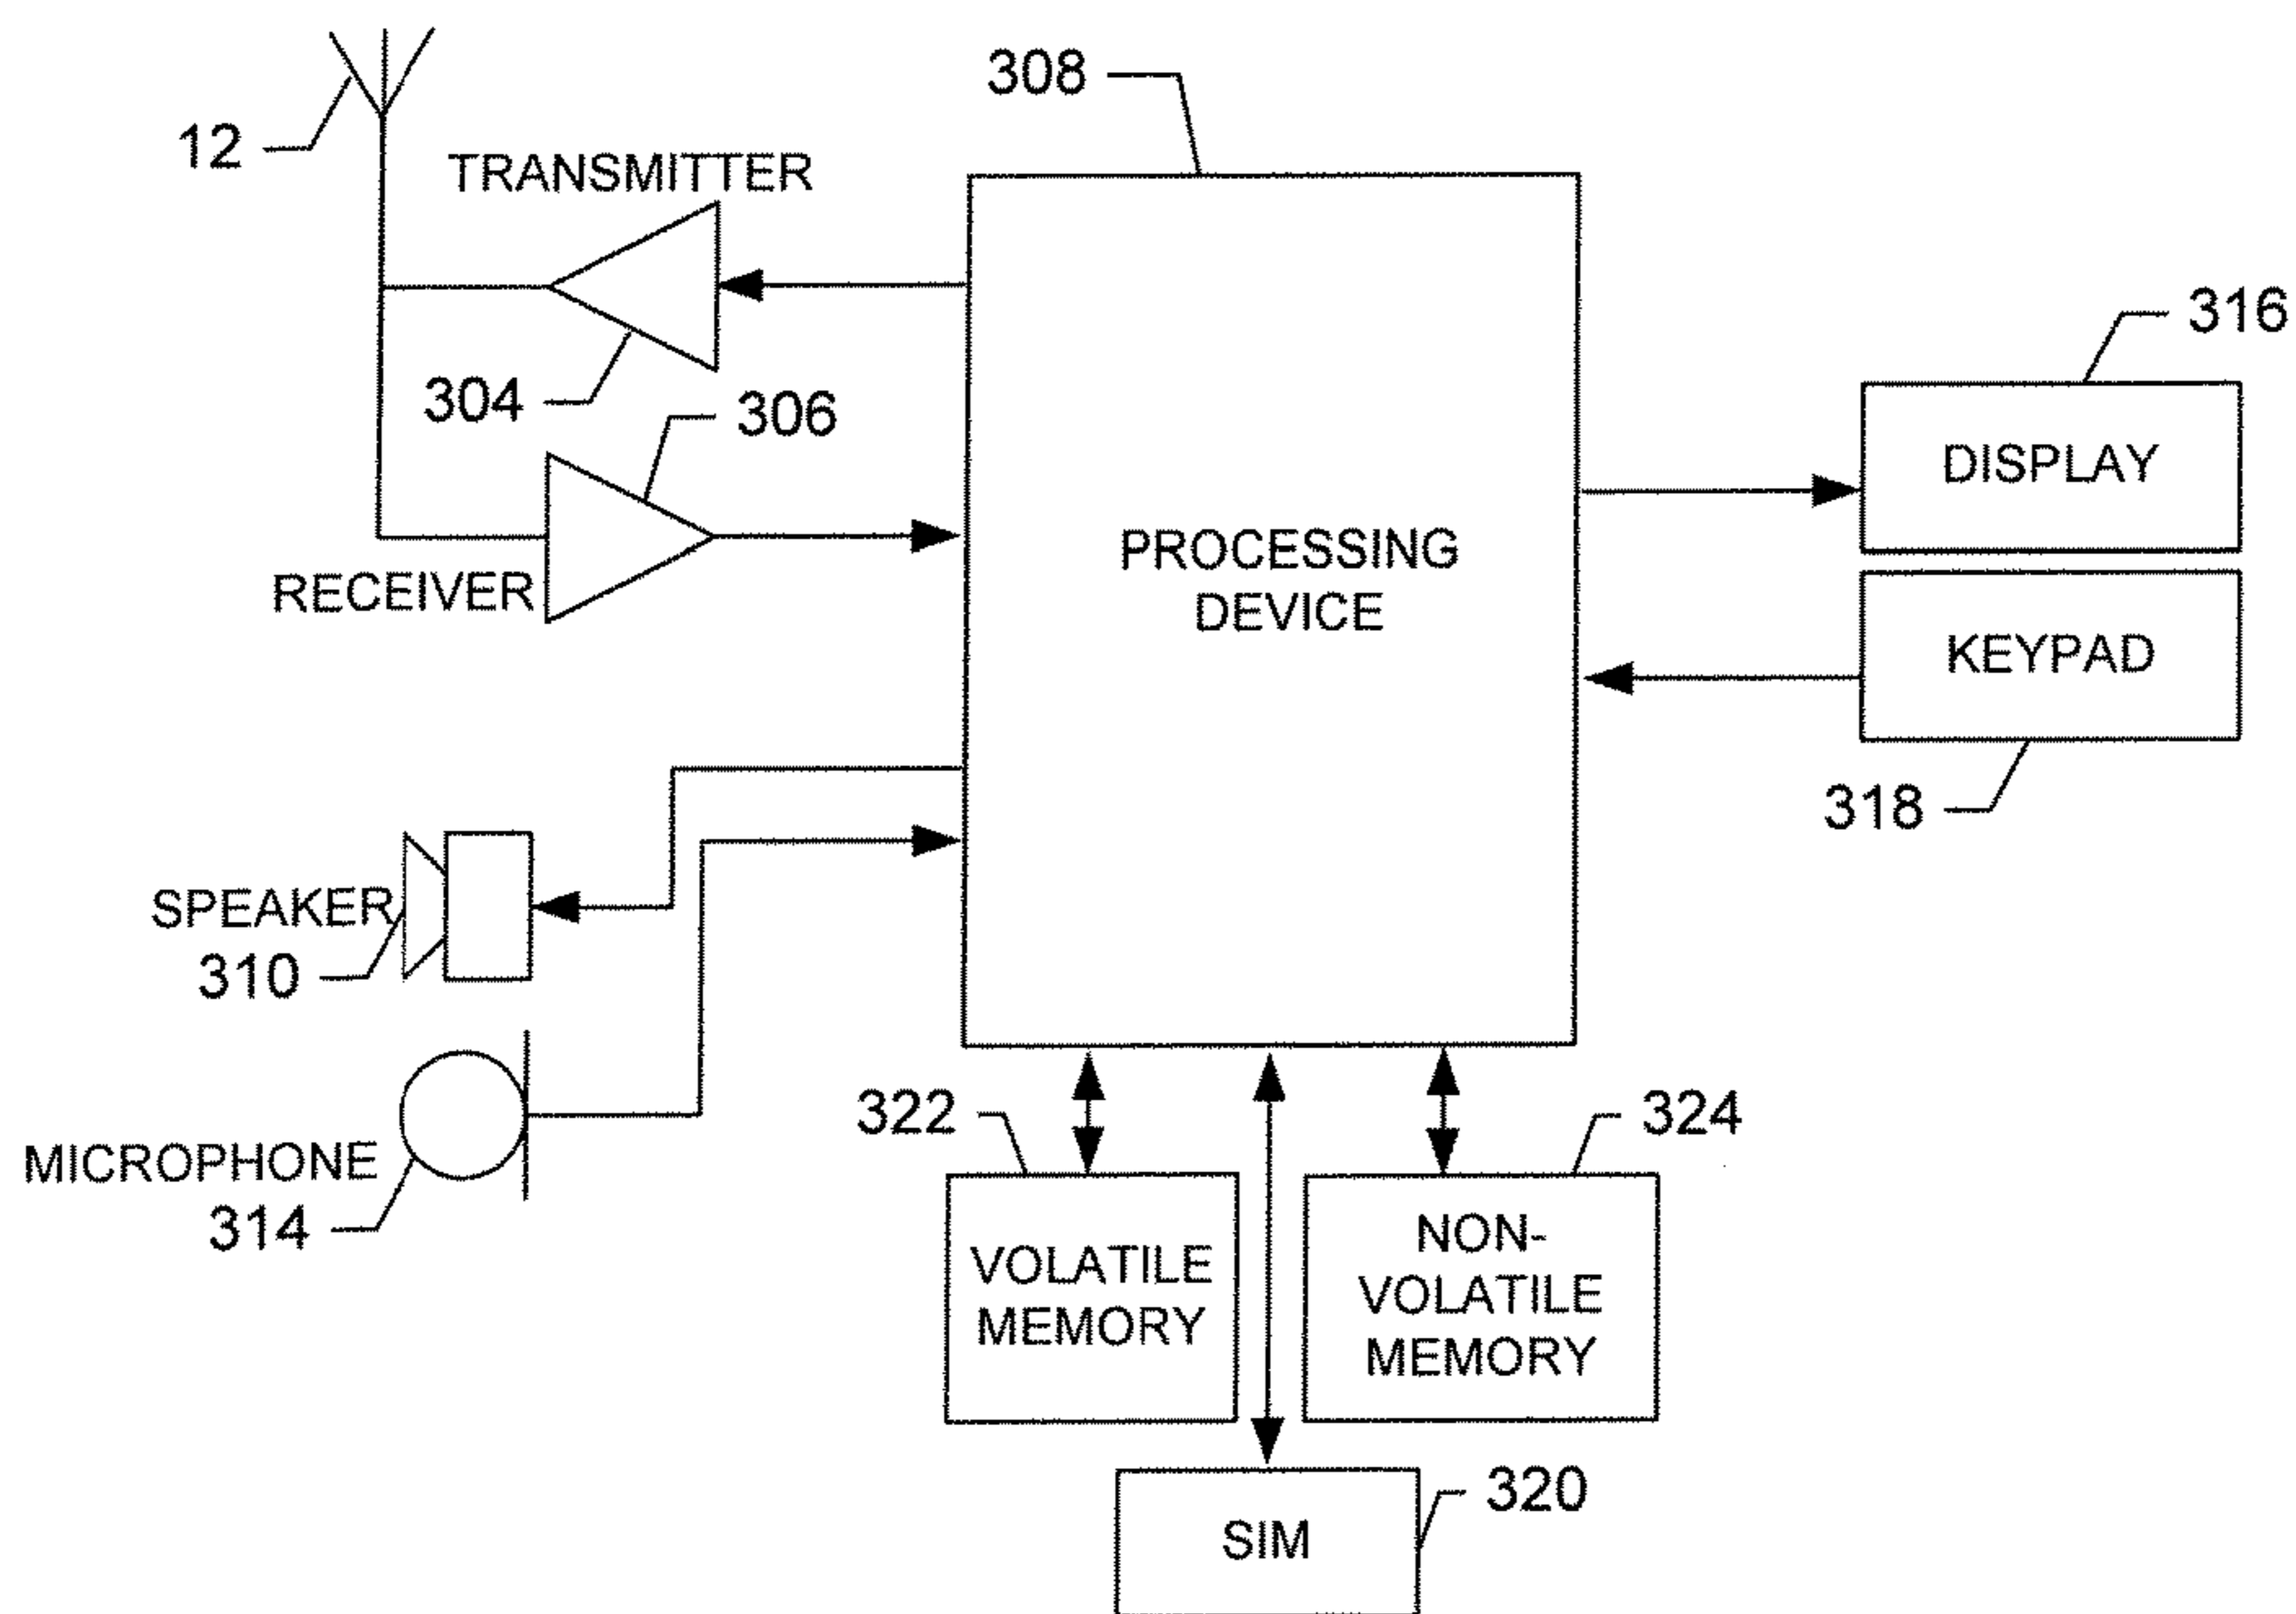 308
12
TRANSMITTER
316
304
306
DISPLAY
PROCESSING
DEVICE
RECEIVER
KEYPAD
318
SPEAKER
310
322
324
MICROPHONE
314
VOLATILE
MEMORY
NON-
VOLATILE
MEMORY
320
SIM